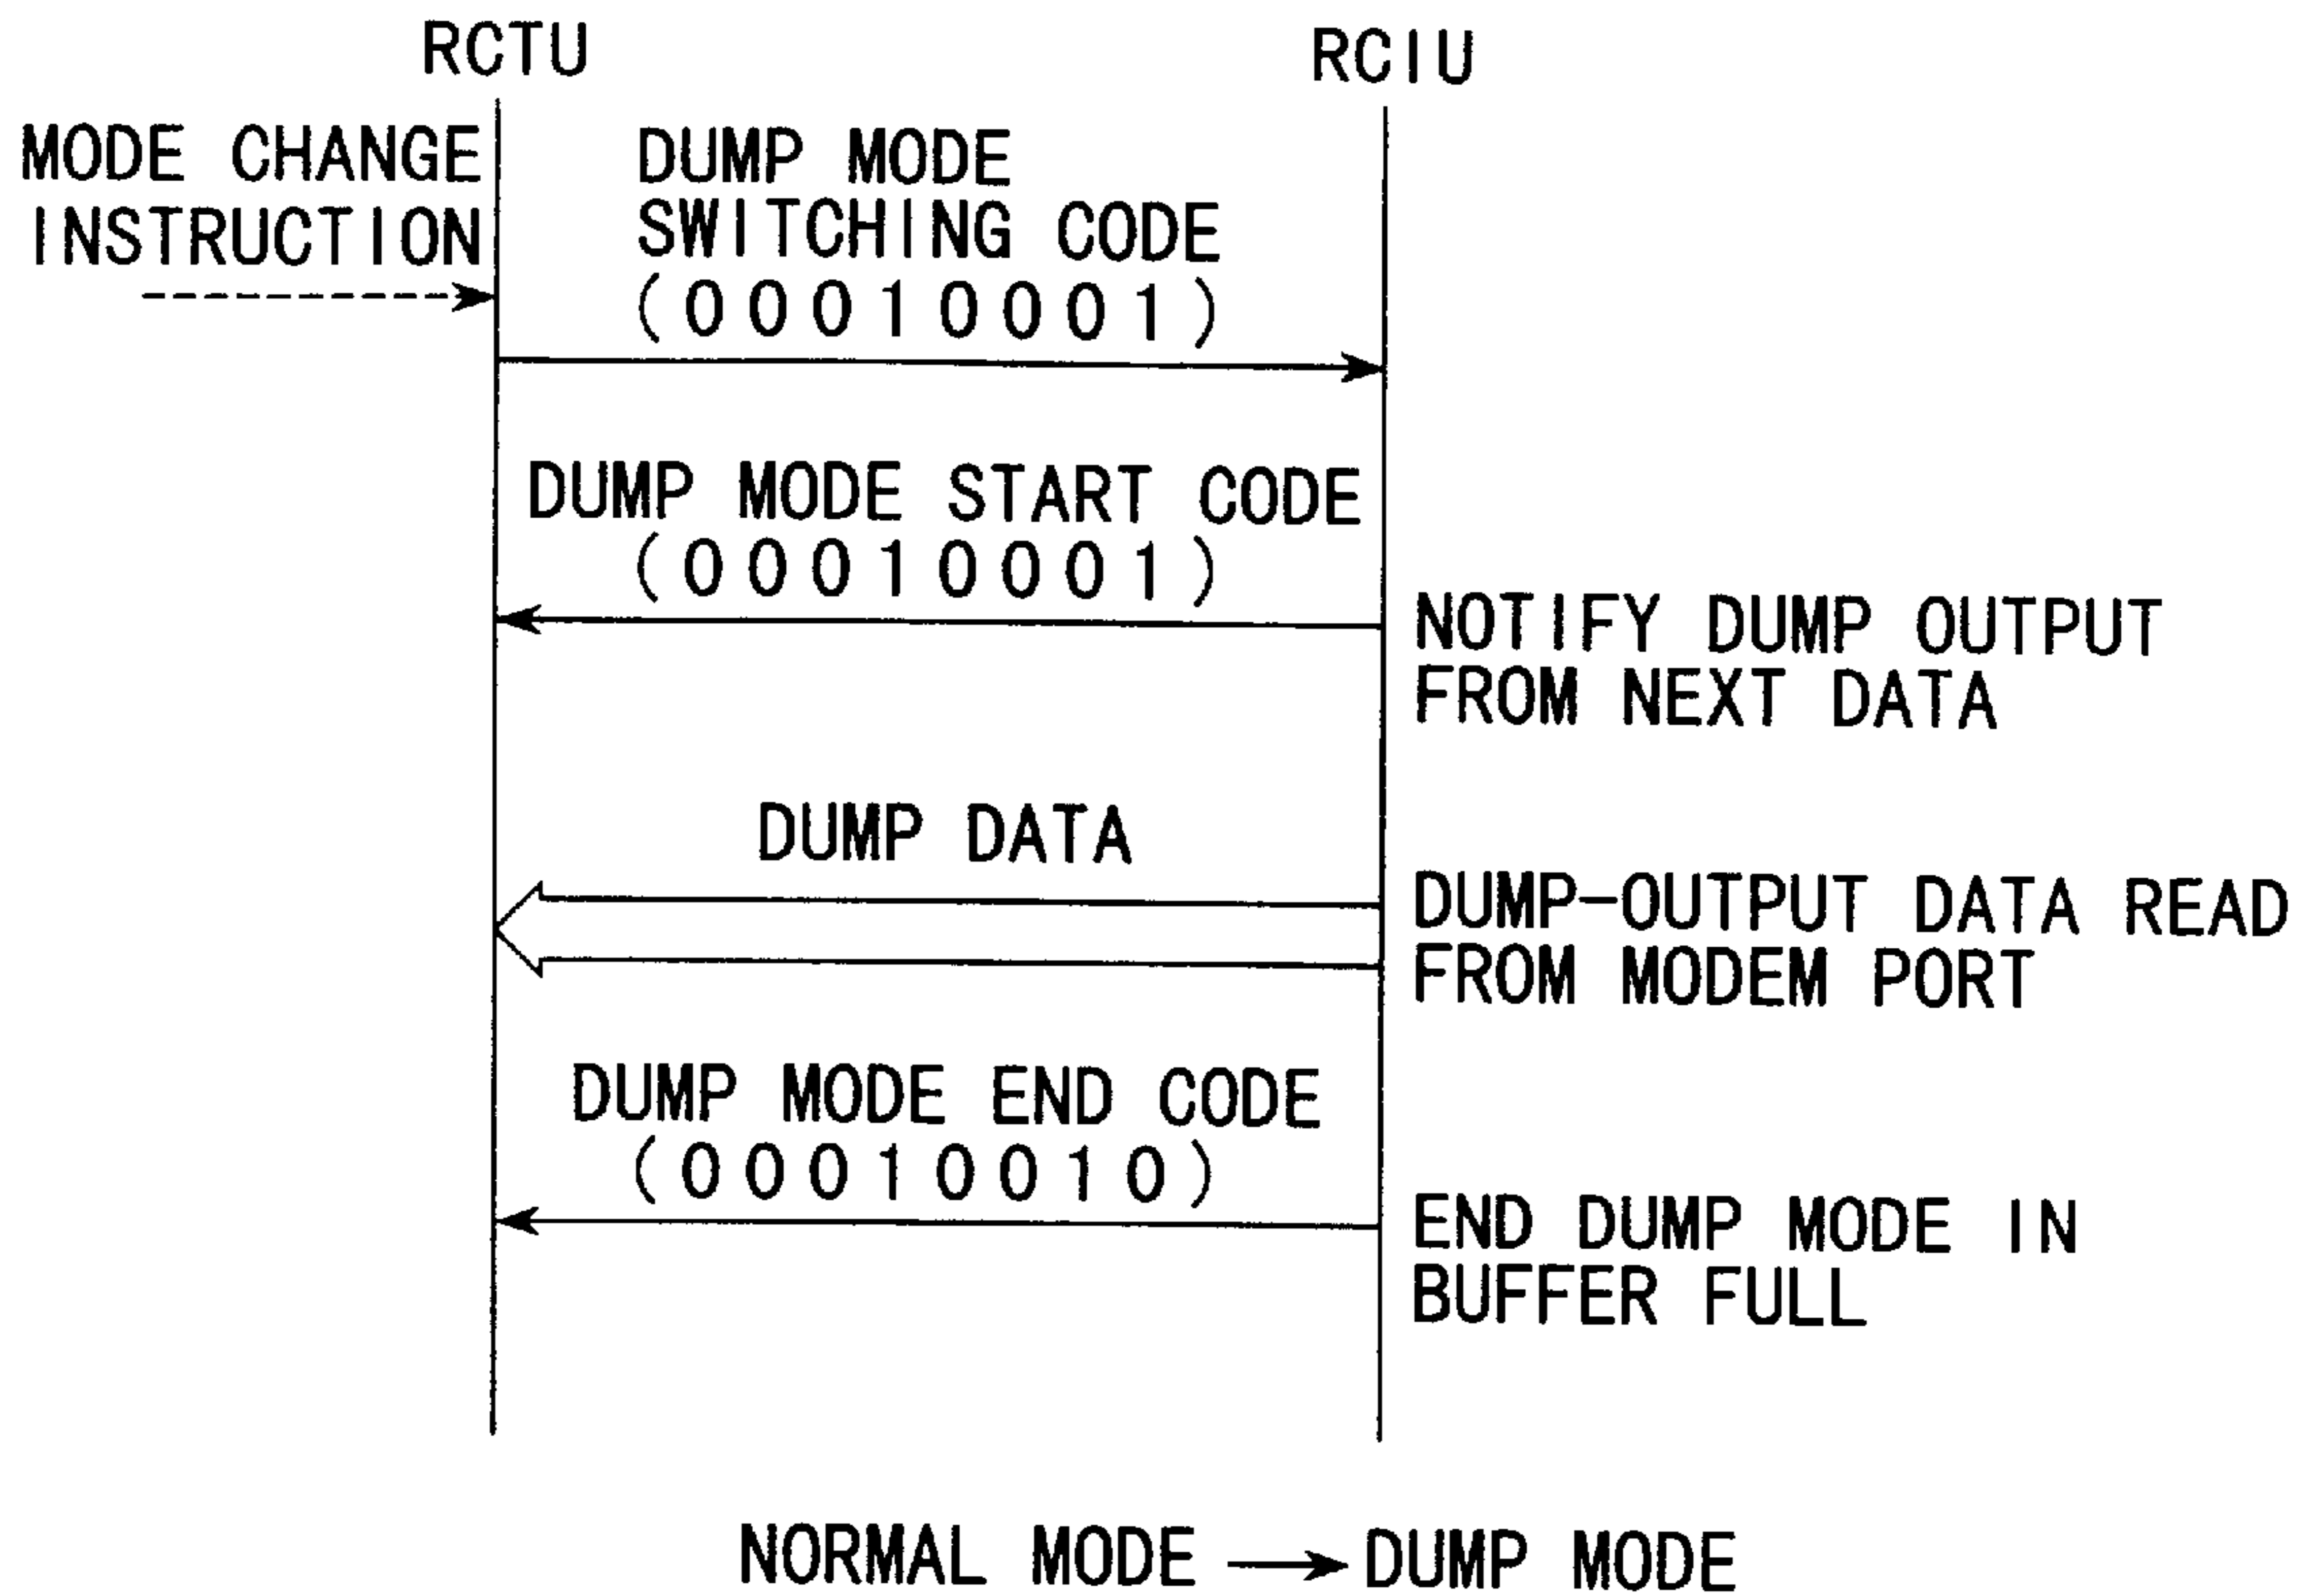 RCTU
RCIU
MODE CHANGE
INSTRUCTION
DUMP MODE
SWITCHING CODE
(00010001)
DUMP MODE START CODE
(00010001)
NOTIFY DUMP OUTPUT
FROM NEXT DATA
DUMP DATA
DUMP-OUTPUT DATA READ
FROM MODEM PORT
DUMP MODE END CODE
(00010010)
END DUMP MODE IN
BUFFER FULL
NORMAL MODE → DUMP MODE